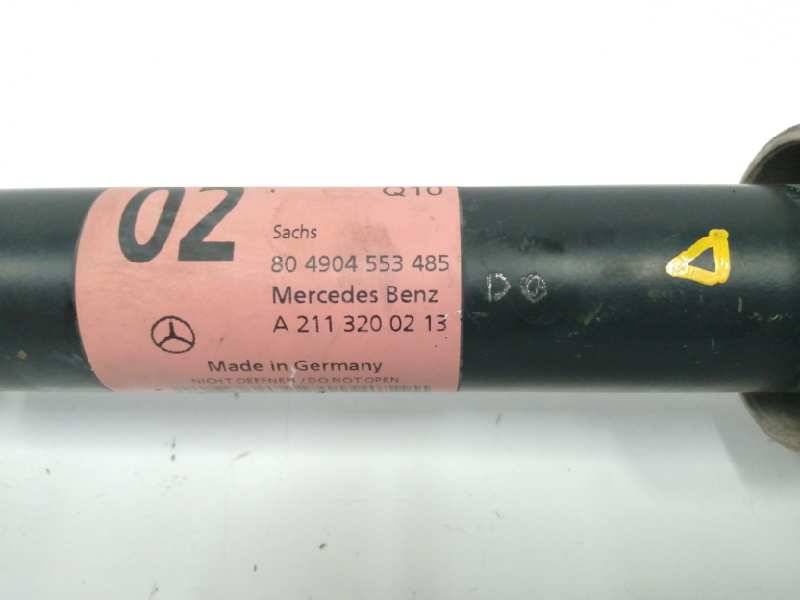 02
Q10
Sachs
80 4904 553 485
Mercedes Benz
A 211 320 02 13
Made in Germany
NICHT OEFFNEN / DO NOT OPEN
DO